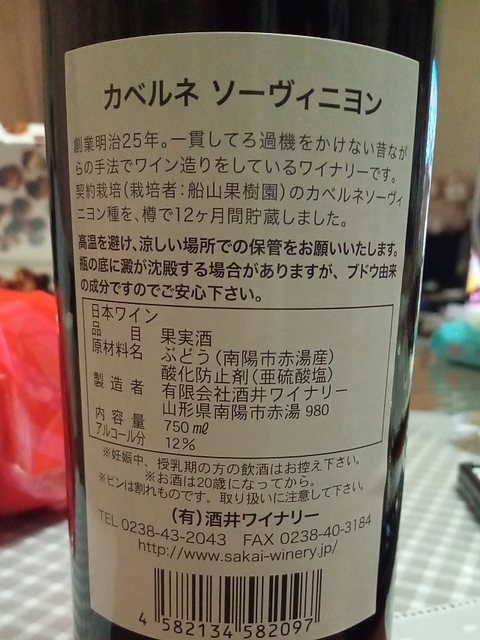 カベルネ ソーヴィニヨン
創業明治25年。一貫してろ過機をかけない昔なが
らの手法でワイン造りをしているワイナリーです。
契約栽培(栽培者:船山果樹園)のカベルネソーヴィ
ニヨン種を、樽で12ヶ月間貯蔵しました。
高温を避け、涼しい場所での保管をお願いいたします。
瓶の底に澱が沈殿する場合がありますが、ブドウ由来
の成分ですのでご安心下さい。
日本ワイン
品目 果実酒
原材料名 ぶどう(南陽市赤湯産)
酸化防止剤(亜硫酸塩)
製造者 有限会社酒井ワイナリー
山形県南陽市赤湯980
内容量 750㎖
アルコール分 12%
※妊娠中、授乳期の方の飲酒はお控え下さい。
※お酒は20歳になってから。
※ビンは割れものです。取り扱いに注意して下さい。
(有)酒井ワイナリー
TEL 0238-43-2043 FAX 0238-40-3184
http://www.sakai-winery.jp/
4 582134 582097